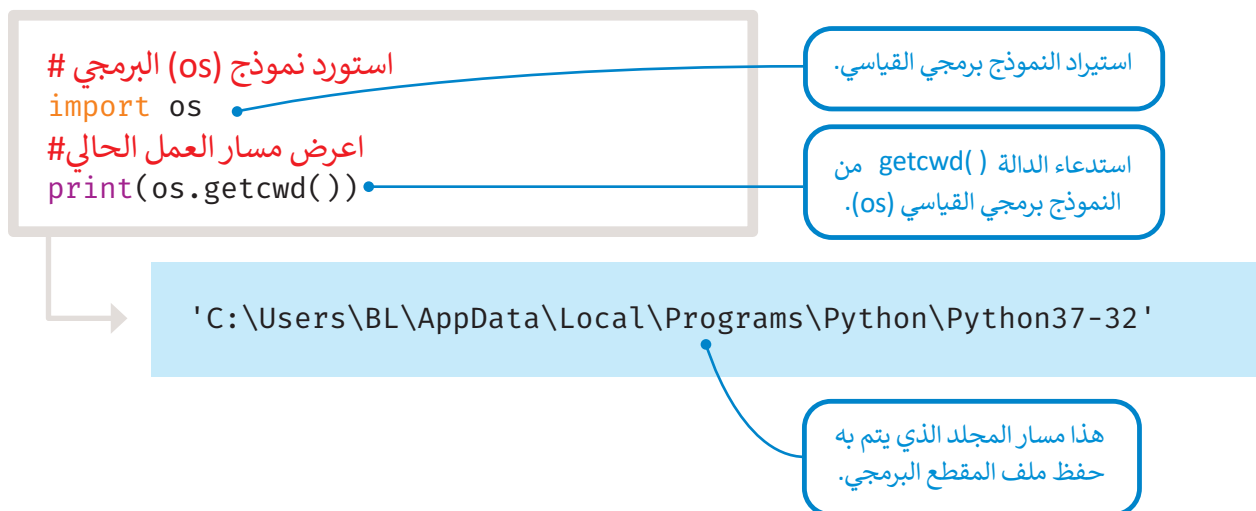 # استورد نموذج (os) البرمجي
import os
#اعرض مسار العمل الحالي
print(os.getcwd())
استيراد النموذج برمجي القياسي.
استدعاء الدالة getcwd( ) من
النموذج برمجي القياسي (os).
'C:\Users\BL\AppData\Local\Programs\Python\Python37-32'
هذا مسار المجلد الذي يتم به
حفظ ملف المقطع البرمجي.